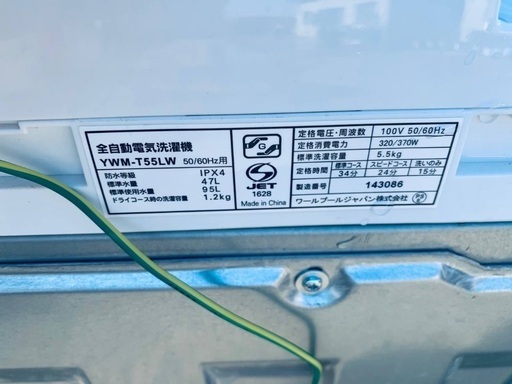 全自動電気洗濯機
YWM-T55LW 50/60Hz用
防水等級 IPX4
標準水量 47L
標準使用水量 95L
ドライコース時の洗濯容量 1.2kg
G
JET
1628
Made in China
定格電圧・周波数 100V 50/60Hz
定格消費電力 320/370W
標準洗濯容量 5.5kg
定格時間 標準コース スピードコース 洗いのみ
34分 24分 15分
製造番号 143086
ワールプールジャパン株式会社